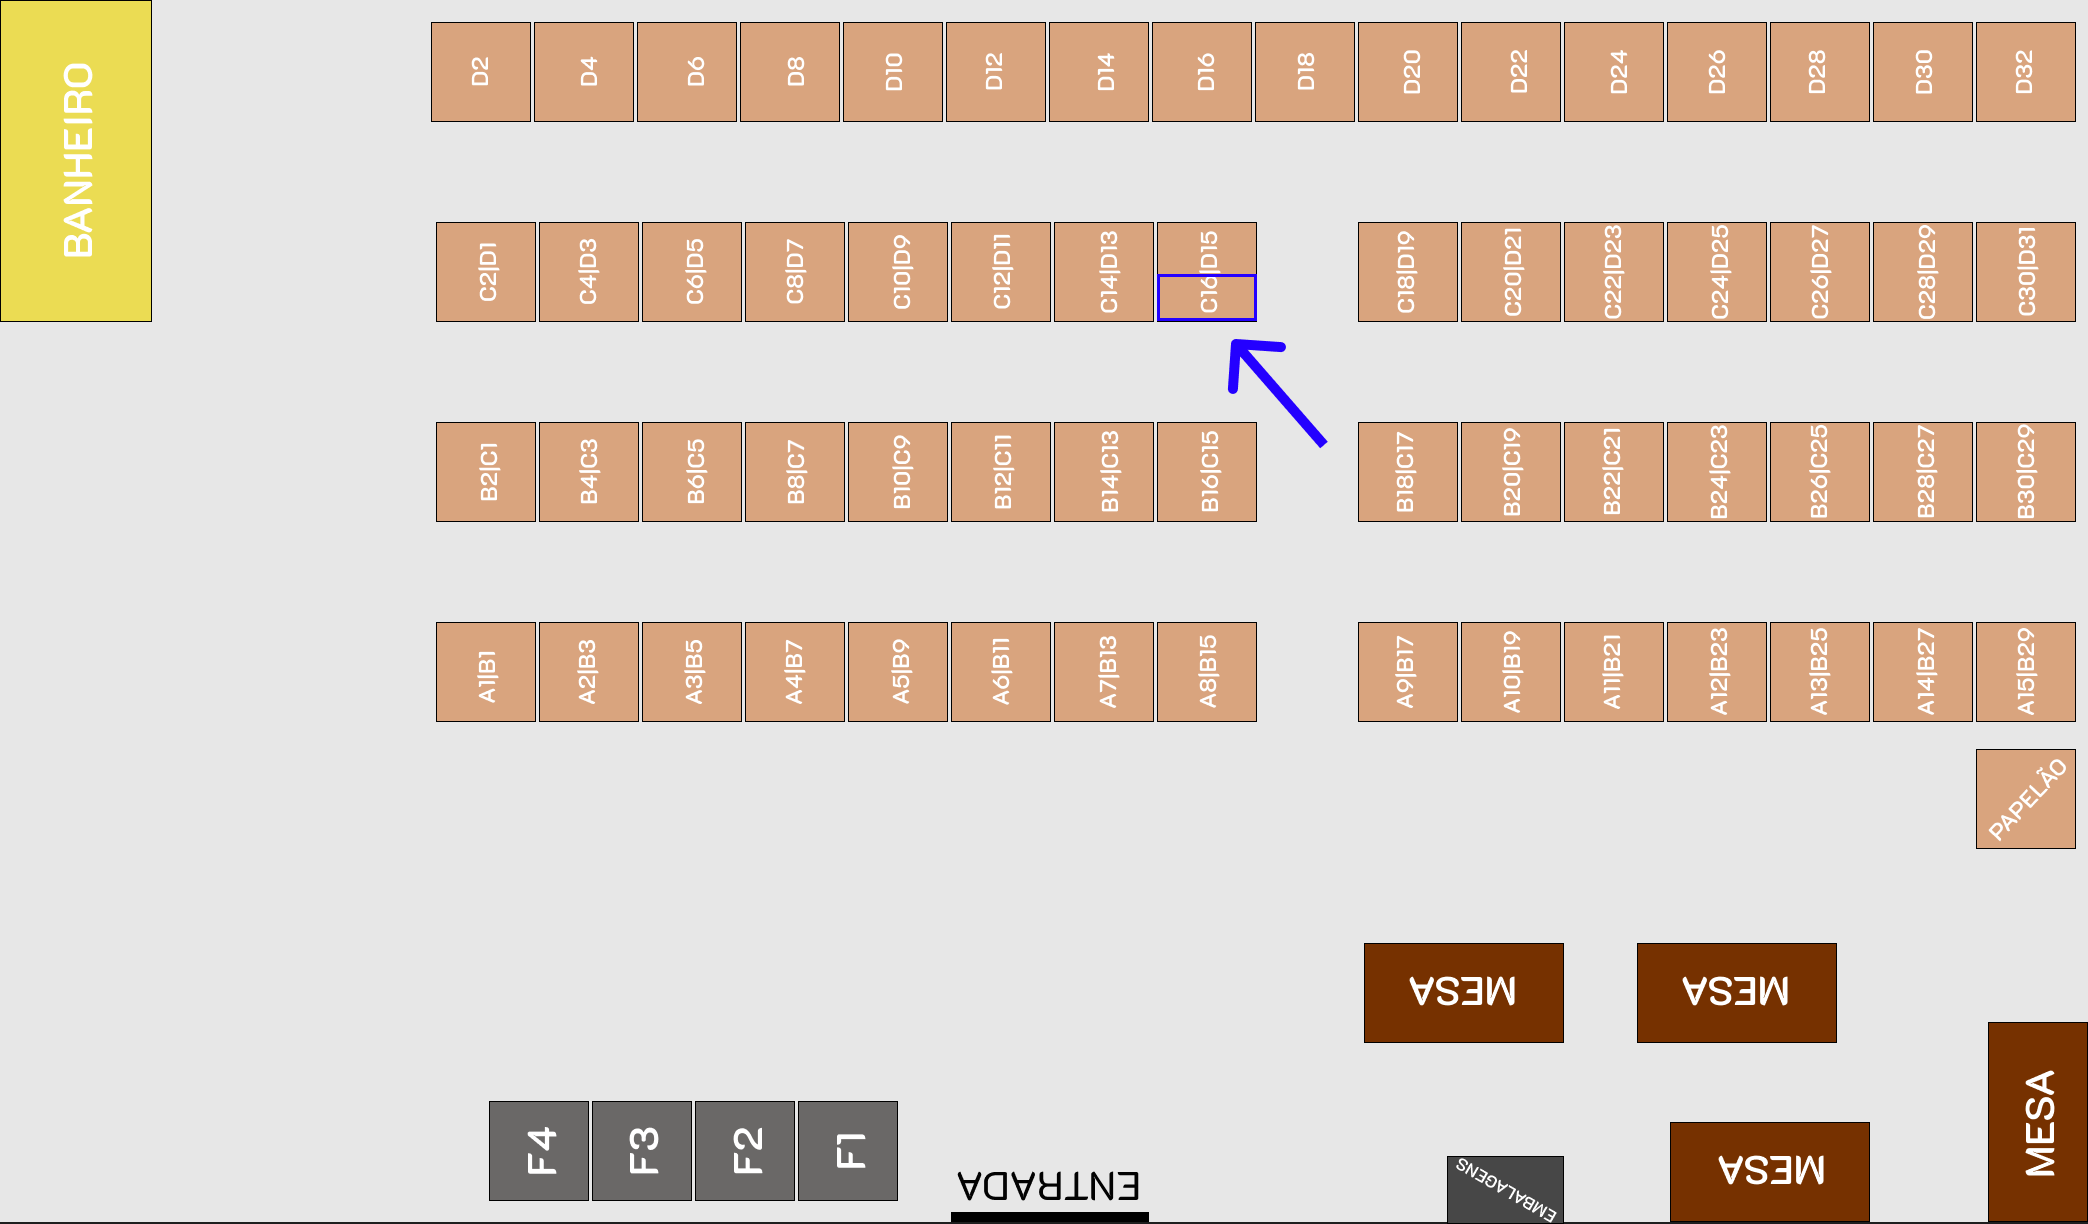 BANHEIRO
D2
D4
D6
D8
D10
D12
D14
D16
D18
D20
D22
D24
D26
D28
D30
D32
C2|D1
C4|D3
C6|D5
C8|D7
C10|D9
C12|D11
C14|D13
C16|D15
C18|D19
C20|D21
C22|D23
C24|D25
C26|D27
C28|D29
C30|D31
B2|C1
B4|C3
B6|C5
B8|C7
B10|C9
B12|C11
B14|C13
B16|C15
B18|C17
B20|C19
B22|C21
B24|C23
B26|C25
B28|C27
B30|C29
A1|B1
A2|B3
A3|B5
A4|B7
A5|B9
A6|B11
A7|B13
A8|B15
A9|B17
A10|B19
A11|B21
A12|B23
A13|B25
A14|B27
A15|B29
PAPELÃO
MESA
MESA
MESA
F4
F3
F2
F1
ENTRADA
EMBALAGENS
MESA